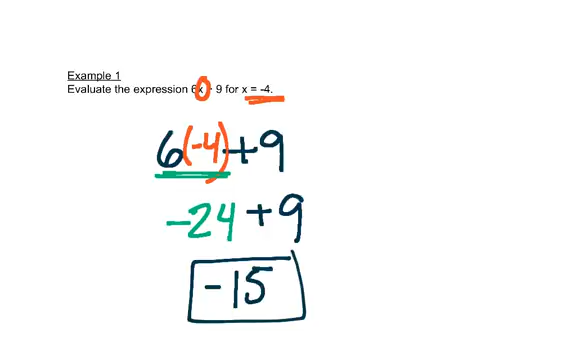 Example 1
Evaluate the expression 6x + 9 for x = -4.
6(-4)+9
-24 +9
-15